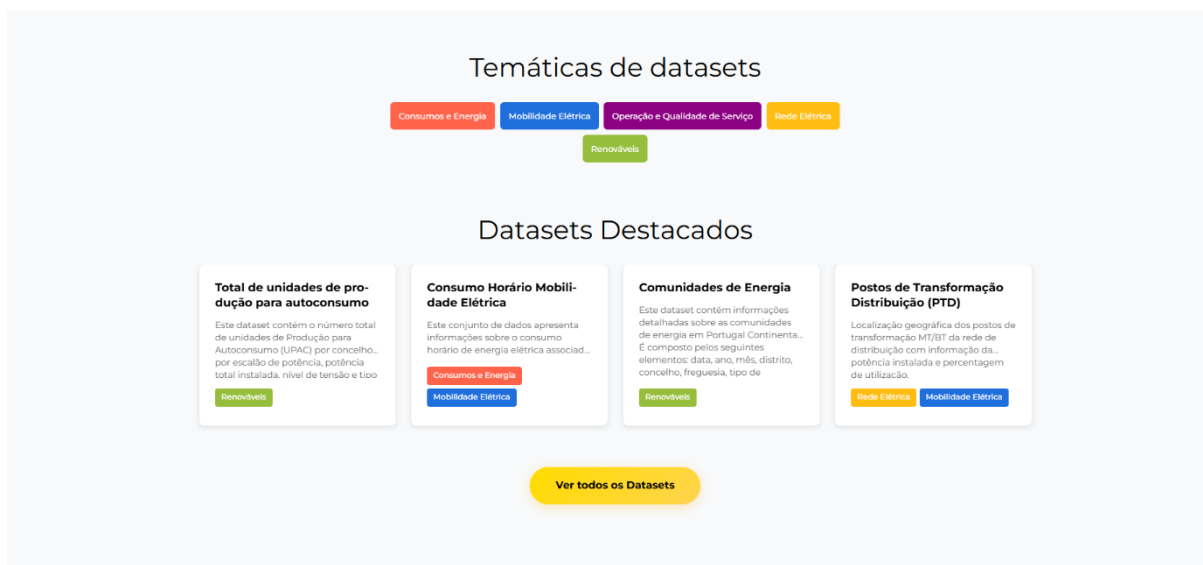 Temáticas de datasets
Consumos e Energia
Mobilidade Elétrica
Operação e Qualidade de Serviço
Rede Elétrica
Renováveis
Datasets Destacados
Total de unidades de pro-
dução para autoconsumo
Este dataset contém o número total
de unidades de Produção para
Autoconsumo (UPAC) por concelho...
por escalão de potência, potência
total instalada, nível de tensão e tipo
Renováveis
Consumo Horário Mobili-
dade Elétrica
Este conjunto de dados apresenta
informações sobre o consumo
horário de energia elétrica associad...
Consumos e Energia
Mobilidade Elétrica
Comunidades de Energia
Este dataset contém informações
detalhadas sobre as comunidades
de energia em Portugal Continenta...
É composto pelos seguintes
elementos: data, ano, mês, distrito,
concelho, freguesia, tipo de
Renováveis
Postos de Transformação
Distribuição (PTD)
Localização geográfica dos postos de
transformação MT/BT da rede de
distribuição com informação da...
potência instalada e percentagem
de utilização.
Rede Elétrica
Mobilidade Elétrica
Ver todos os Datasets